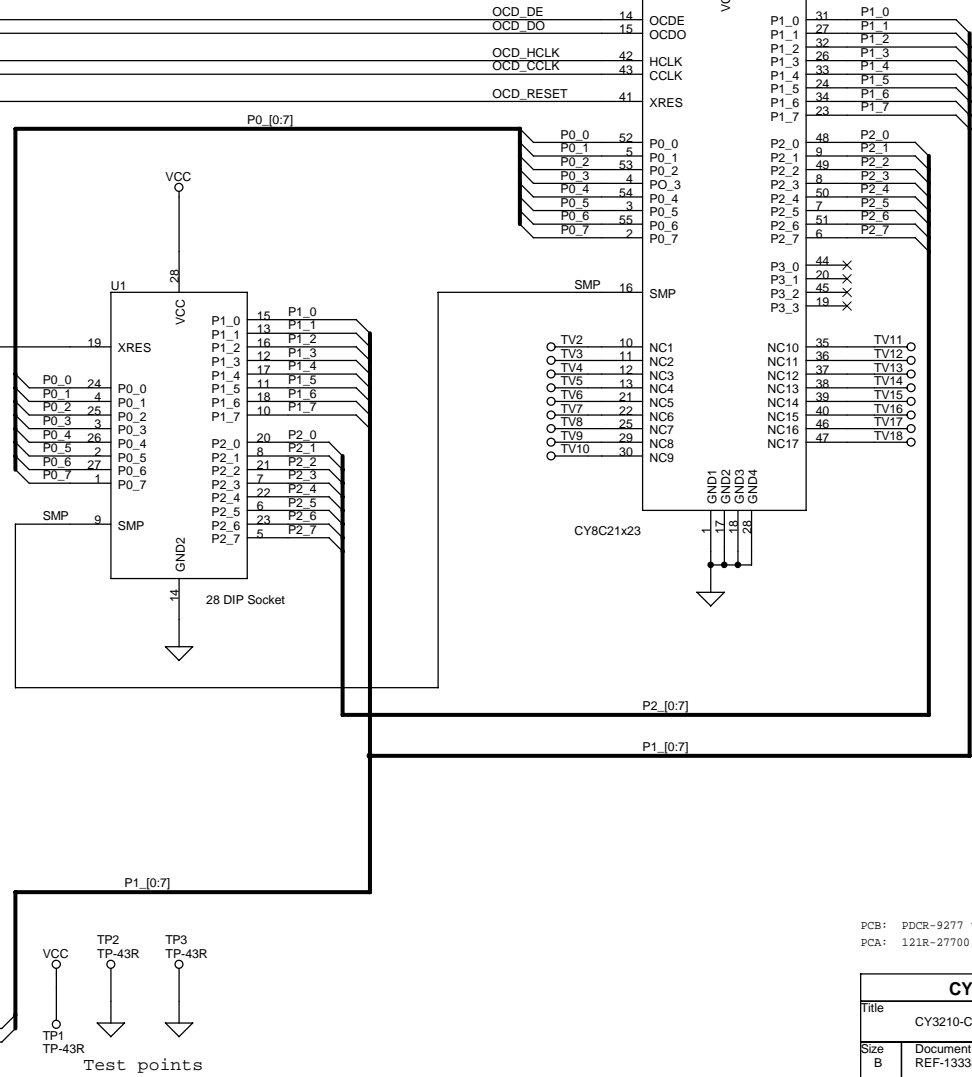 OCD_DE 14 OCDE
OCD_DO 15 OCDO
OCD_HCLK 42 HCLK
OCD_CCLK 43 CCLK
OCD_RESET 41 XRES
P0_[0:7]
P0_0 52 P0_0
P0_1 5 P0_1
P0_2 53 P0_2
P0_3 4 PO_3
P0_4 54 P0_4
P0_5 3 P0_5
P0_6 55 P0_6
P0_7 2 P0_7
SMP 16 SMP
TV2 10 NC1
TV3 11 NC2
TV4 12 NC3
TV5 13 NC4
TV6 21 NC5
TV7 22 NC6
TV8 25 NC7
TV9 29 NC8
TV10 30 NC9
P1_0 31 P1_0
P1_1 27 P1_1
P1_2 32 P1_2
P1_3 26 P1_3
P1_4 33 P1_4
P1_5 24 P1_5
P1_6 34 P1_6
P1_7 23 P1_7
P2_0 48 P2_0
P2_1 9 P2_1
P2_2 49 P2_2
P2_3 8 P2_3
P2_4 50 P2_4
P2_5 7 P2_5
P2_6 51 P2_6
P2_7 6 P2_7
P3_0 44
P3_1 20
P3_2 45
P3_3 19
NC10 35 TV11
NC11 36 TV12
NC12 37 TV13
NC13 38 TV14
NC14 39 TV15
NC15 40 TV16
NC16 46 TV17
NC17 47 TV18
GND1 1
GND2 17
GND3 18
GND4 28
CY8C21x23
VCC
28
VCC
U1
19 XRES
P0_0 24 P0_0
P0_1 4 P0_1
P0_2 25 P0_2
P0_3 3 P0_3
P0_4 26 P0_4
P0_5 2 P0_5
P0_6 27 P0_6
P0_7 1 P0_7
SMP 9 SMP
P1_0 15 P1_0
P1_1 13 P1_1
P1_2 16 P1_2
P1_3 12 P1_3
P1_4 17 P1_4
P1_5 11 P1_5
P1_6 18 P1_6
P1_7 10 P1_7
P2_0 20 P2_0
P2_1 8 P2_1
P2_2 21 P2_2
P2_3 7 P2_3
P2_4 22 P2_4
P2_5 6 P2_5
P2_6 23 P2_6
P2_7 5 P2_7
GND2
14
28 DIP Socket
P2_[0:7]
P1_[0:7]
P1_[0:7]
VCC
TP1
TP-43R
TP2
TP-43R
TP3
TP-43R
Test points
PCB: PDCR-9277
PCA: 121R-27700
CY
Title
CY3210-C
Size
B
Document
REF-1333